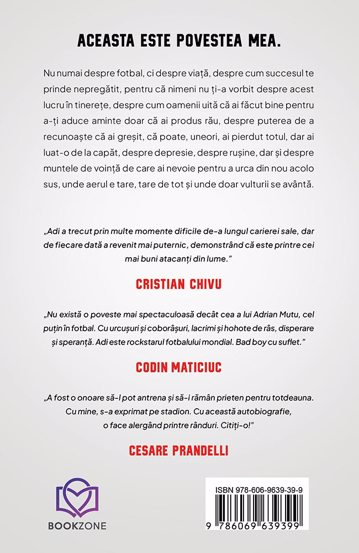 ACEASTA ESTE POVESTEA MEA.
Nu numai despre fotbal, ci despre viață, despre cum succesul te
prinde nepregătit, pentru că nimeni nu ți-a vorbit despre acest
lucru în tinerețe, despre cum oamenii uită că ai făcut bine pentru
a-ți aduce aminte doar că ai produs rău, despre puterea de a
recunoaște că ai greșit, că poate, uneori, ai pierdut totul, dar ai
luat-o de la capăt, despre depresie, despre rușine, dar și despre
muntele de voință de care ai nevoie pentru a urca din nou acolo
sus, unde aerul e tare, tare de tot și unde doar vulturii se avântă.
„Adi a trecut prin multe momente dificile de-a lungul carierei sale, dar
de fiecare dată a revenit mai puternic, demonstrând că este printre cei
mai buni atacanți din lume.”
CRISTIAN CHIVU
„Nu există o poveste mai spectaculoasă decât cea a lui Adrian Mutu, cel
puțin în fotbal. Cu urcușuri și coborâșuri, lacrimi și hohote de râs, disperare
și speranță. Adi este rockstarul fotbalului mondial. Bad boy cu suflet.”
CODIN MATICIUC
„A fost o onoare să-l pot antrena și să-i rămân prieten pentru totdeauna.
Cu mine, s-a exprimat pe stadion. Cu această autobiografie,
o face alergând printre rânduri. Citiți-o!”
CESARE PRANDELLI
BOOKZONE
ISBN 978-606-9639-39-9
9 786069 639399